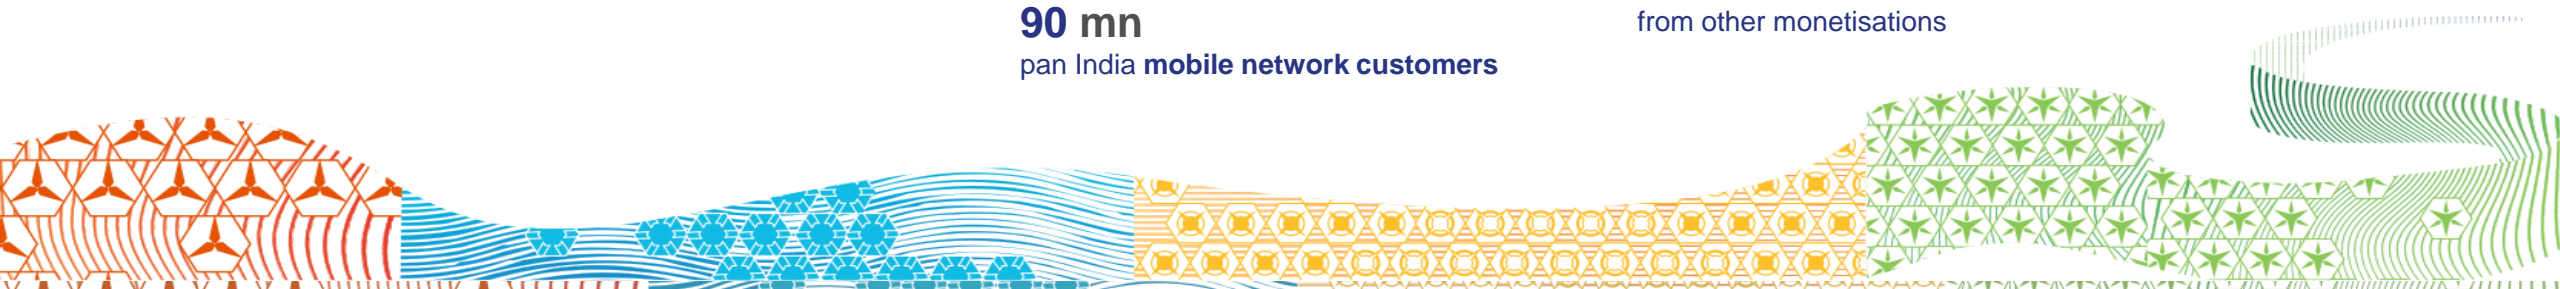 90 mn
pan India mobile network customers
from other monetisations